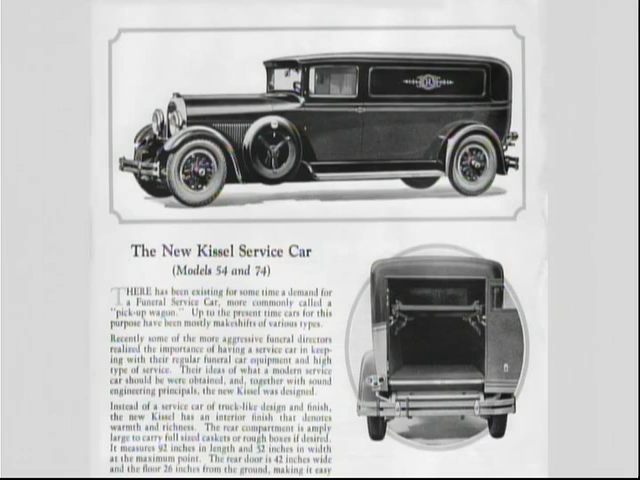 The New Kissel Service Car
(Models 54 and 74)
THERE has been existing for some time a demand for
a Funeral Service Car, more commonly called a
"pick-up wagon." Up to the present time cars for this
purpose have been mostly makeshifts of various types.
Recently some of the more aggressive funeral directors
realized the importance of having a service car in keep-
ing with their regular funeral car equipment and high
type of service. Their ideas of what a modern service
car should be were obtained, and, together with sound
engineering principals, the new Kissel was designed.
Instead of a service car of truck-like design and finish,
the new Kissel has an interior finish that denotes
warmth and richness. The rear compartment is amply
large to carry full sized caskets or rough boxes if desired.
It measures 92 inches in length and 52 inches in width
at the maximum point. The rear door is 42 inches wide
and the floor 26 inches from the ground, making it easy